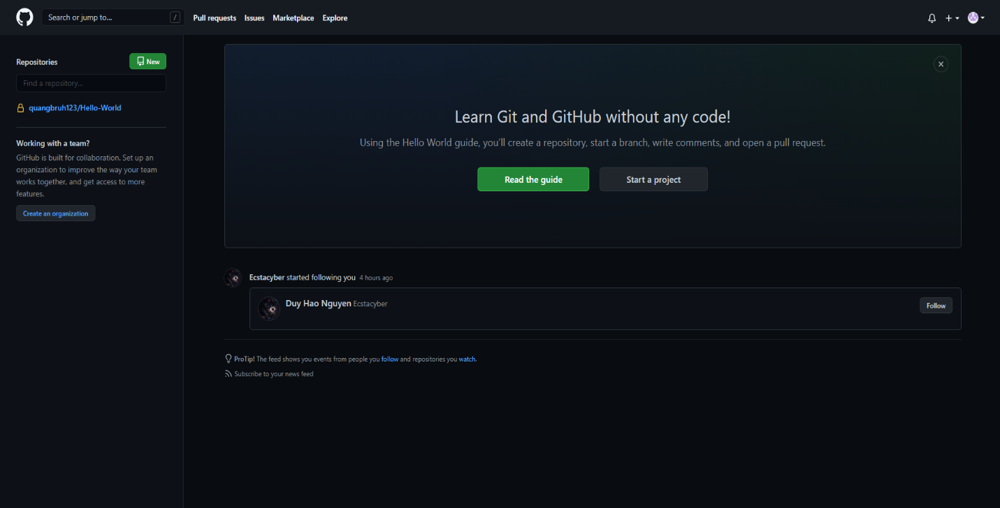 Search or jump to...
/
Pull requests
Issues
Marketplace
Explore
Repositories
New
Find a repository...
quangbruh123/Hello-World
Working with a team?
GitHub is built for collaboration. Set up an
organization to improve the way your team
works together, and get access to more
features.
Create an organization
Learn Git and GitHub without any code!
Using the Hello World guide, you’ll create a repository, start a branch, write comments, and open a pull request.
Read the guide
Start a project
Ecstacyber started following you 4 hours ago
Duy Hao Nguyen Ecstacyber
Follow
ProTip! The feed shows you events from people you follow and repositories you watch.
Subscribe to your news feed